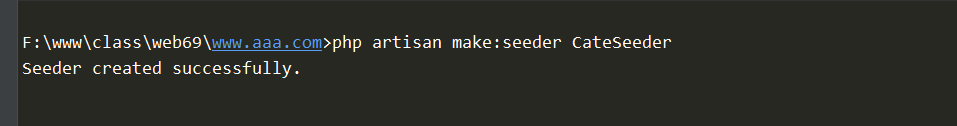 F:\www\class\web69\www.aaa.com>php artisan make:seeder CateSeeder
Seeder created successfully.